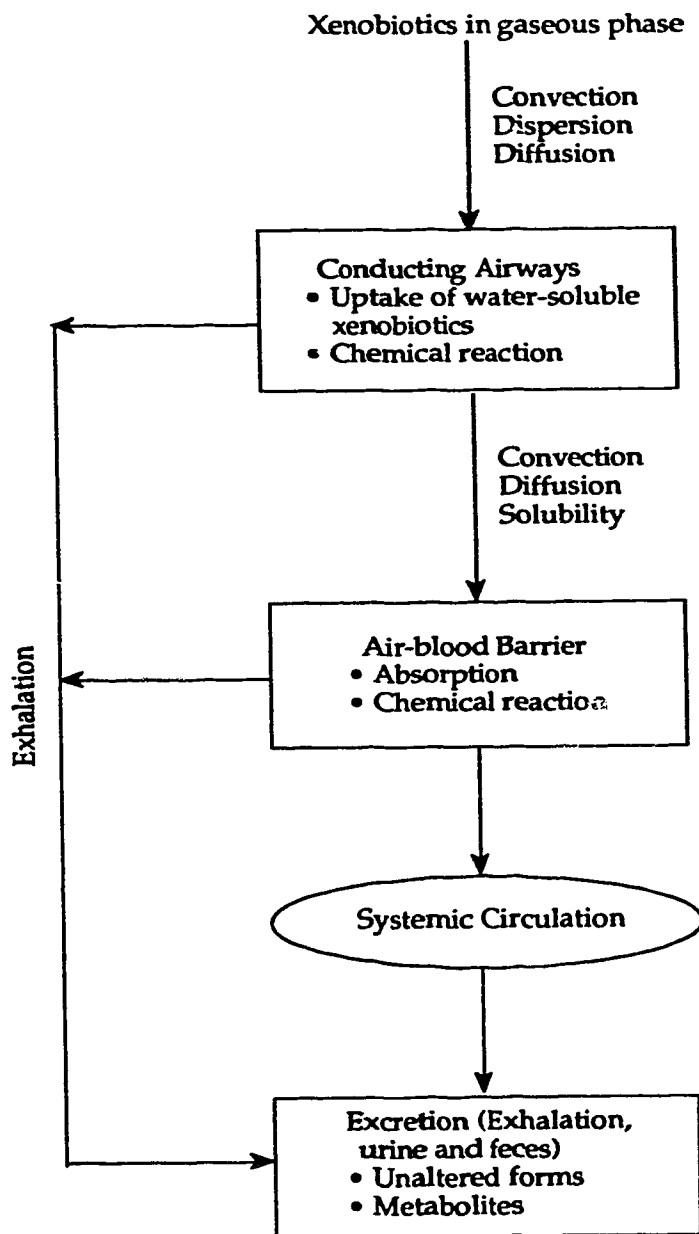 Xenobiotics in gaseous phase
Convection
Dispersion
Diffusion
Conducting Airways
• Uptake of water-soluble
xenobiotics
• Chemical reaction
Convection
Diffusion
Solubility
Air-blood Barrier
• Absorption
• Chemical reaction
Exhalation
Systemic Circulation
Excretion (Exhalation,
urine and feces)
• Unaltered forms
• Metabolites